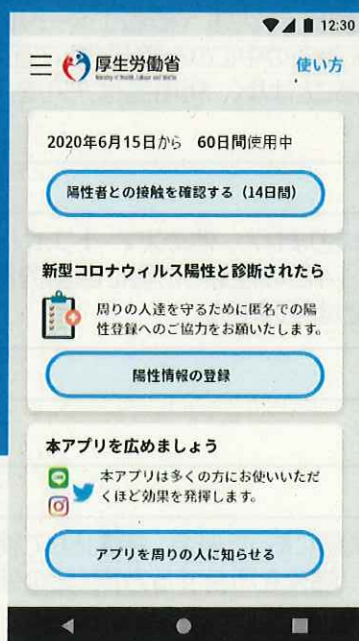 12:30
厚生労働省
Ministry of Health, Labour and Welfare
使い方
2020年6月15日から 60日間使用中
陽性者との接触を確認する（14日間）
新型コロナウィルス陽性と診断されたら
周りの人達を守るために匿名での陽
性登録へのご協力をお願いたします。
陽性情報の登録
本アプリを広めましょう
LINE
本アプリは多くの方にお使いいただ
くほど効果を発揮します。
アプリを周りの人に知らせる